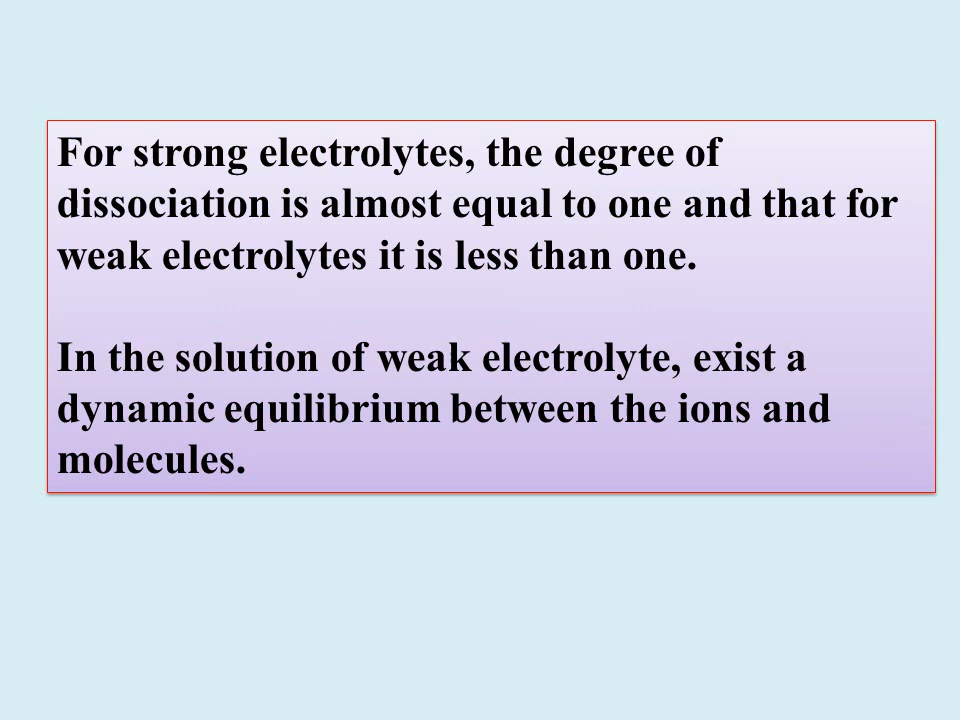 For strong electrolytes, the degree of
dissociation is almost equal to one and that for
weak electrolytes it is less than one.
In the solution of weak electrolyte, exist a
dynamic equilibrium between the ions and
molecules.